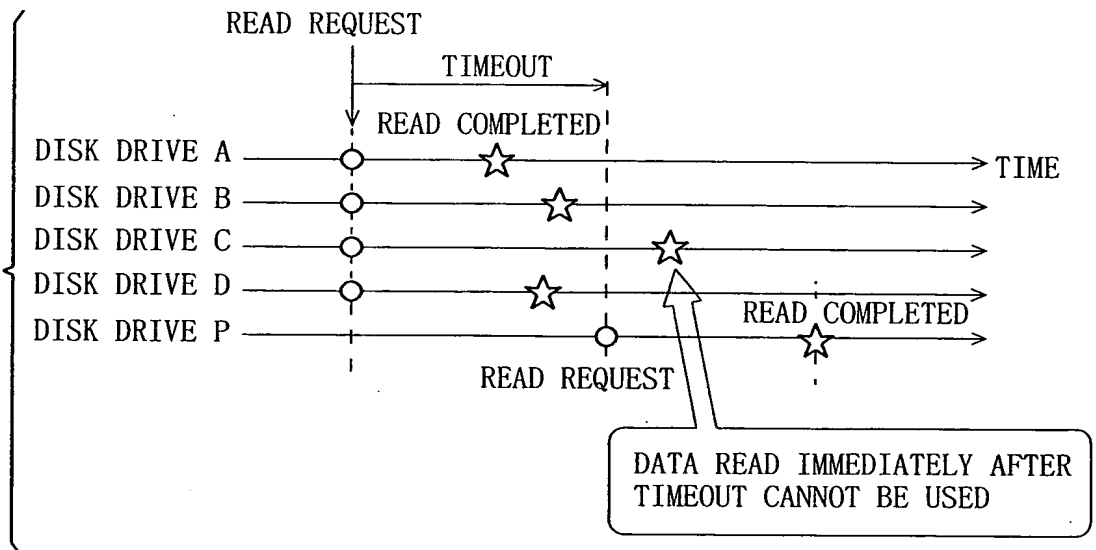 READ REQUEST
TIMEOUT
READ COMPLETED
DISK DRIVE A
TIME
DISK DRIVE B
DISK DRIVE C
DISK DRIVE D
READ COMPLETED
DISK DRIVE P
READ REQUEST
DATA READ IMMEDIATELY AFTER
TIMEOUT CANNOT BE USED